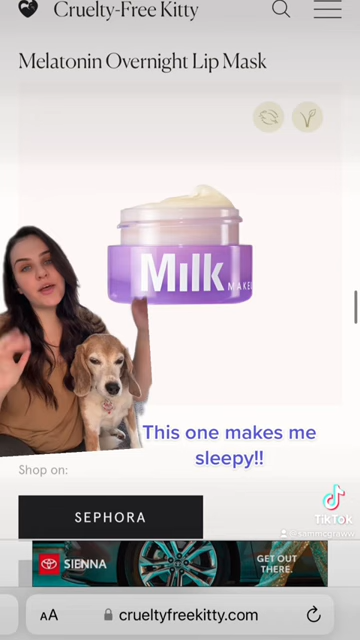 Cruelty-Free Kitty
Melatonin Overnight Lip Mask
Milk MAKE
This one makes me
sleepy!!
Shop on:
SEPHORA
TikTok
SIENNA
GET OUT
THERE.
AA
crueltyfreekitty.com